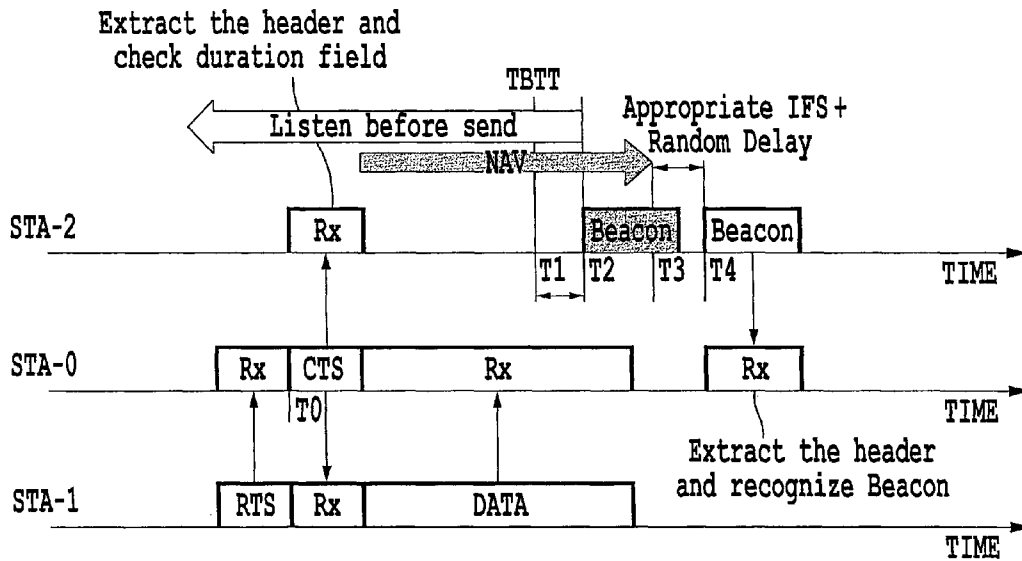 Extract the header and
check duration field
TBTT
Appropriate IFS+
Random Delay
Listen before send
NAV
STA-2
Rx
Beacon
Beacon
T1
T2
T3
T4
TIME
STA-0
Rx
CTS
Rx
Rx
T0
TIME
Extract the header
and recognize Beacon
STA-1
RTS
Rx
DATA
TIME